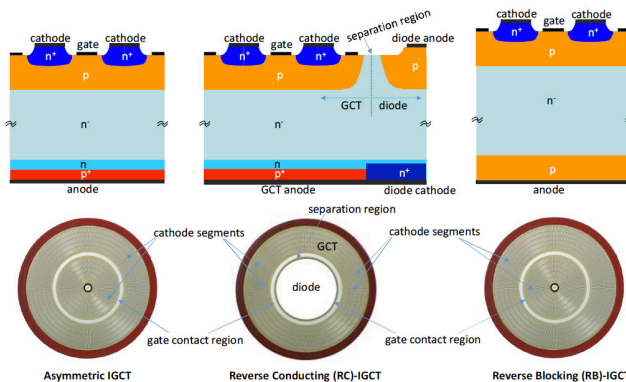 cathode gate cathode
n⁺ n⁺
p
n⁻
n
p⁺
anode
separation region
cathode gate cathode diode anode
n⁺ n⁺
p p
GCT diode
n⁻
n
p⁺ n⁺
GCT anode diode cathode
cathode gate cathode
n⁺ n⁺
p
n⁻
p
anode
separation region
cathode segments GCT cathode segments
diode
gate contact region gate contact region
Asymmetric IGCT Reverse Conducting (RC)-IGCT Reverse Blocking (RB)-IGCT